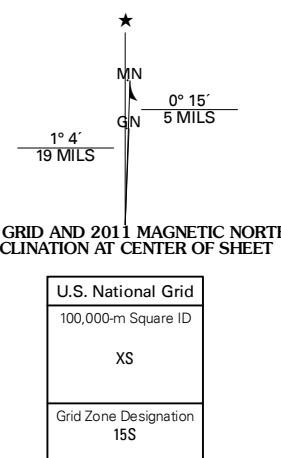 ★
MN
0° 15´
GN
5 MILS
1° 4´
19 MILS
GRID AND 2011 MAGNETIC NORTH
CLINATION AT CENTER OF SHEET
U.S. National Grid
100,000-m Square ID
XS
Grid Zone Designation
15S